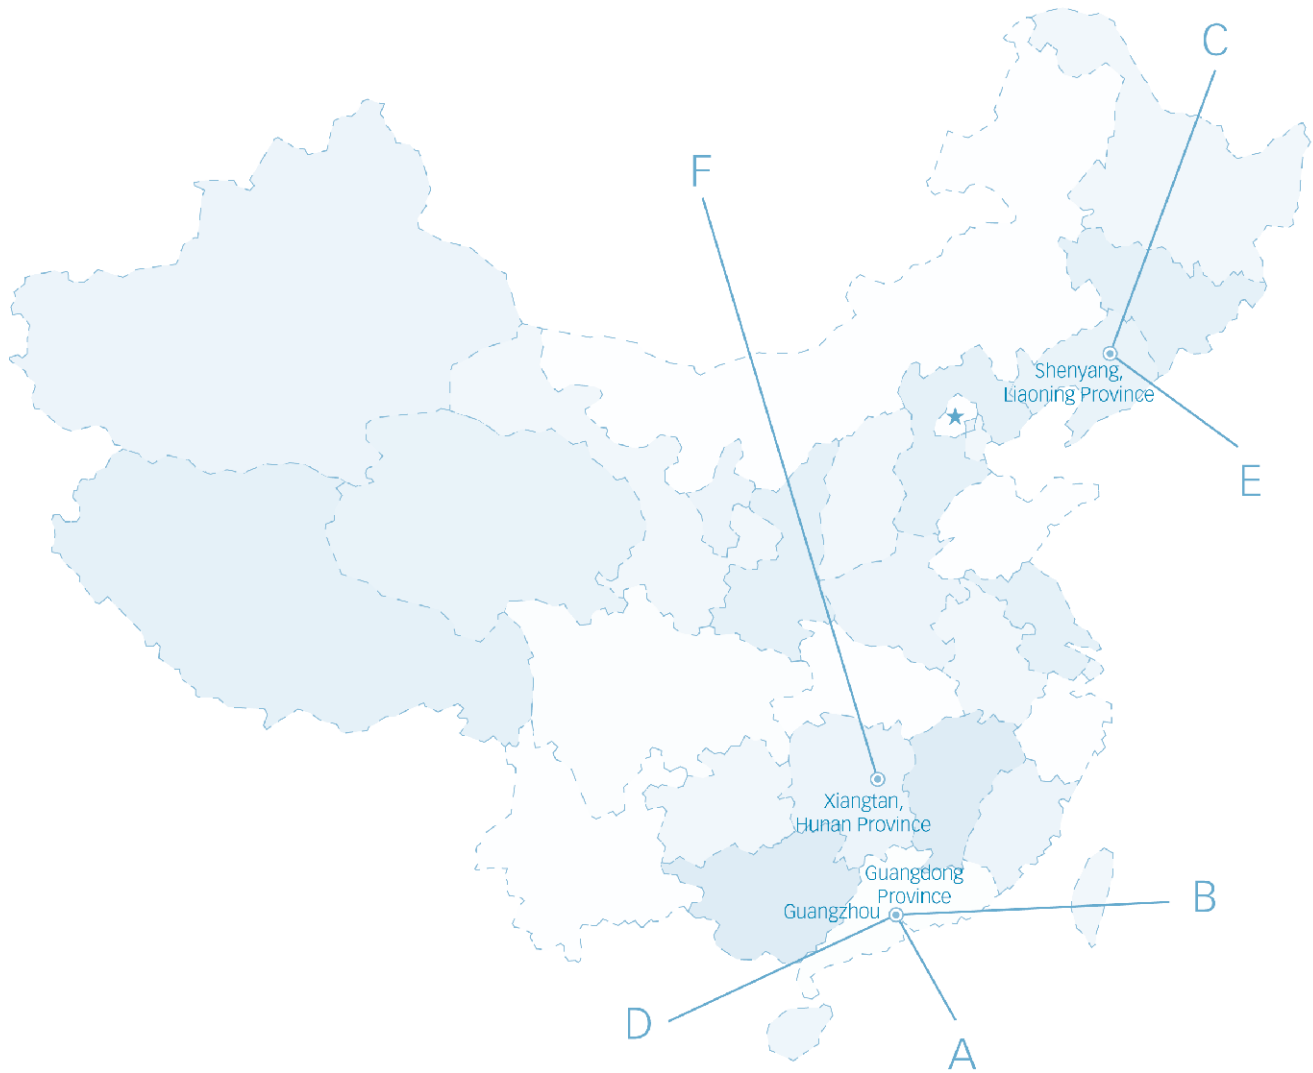 C
F
Shenyang,
Liaoning Province
E
Xiangtan,
Hunan Province
Guangdong
Province
Guangzhou
B
D
A